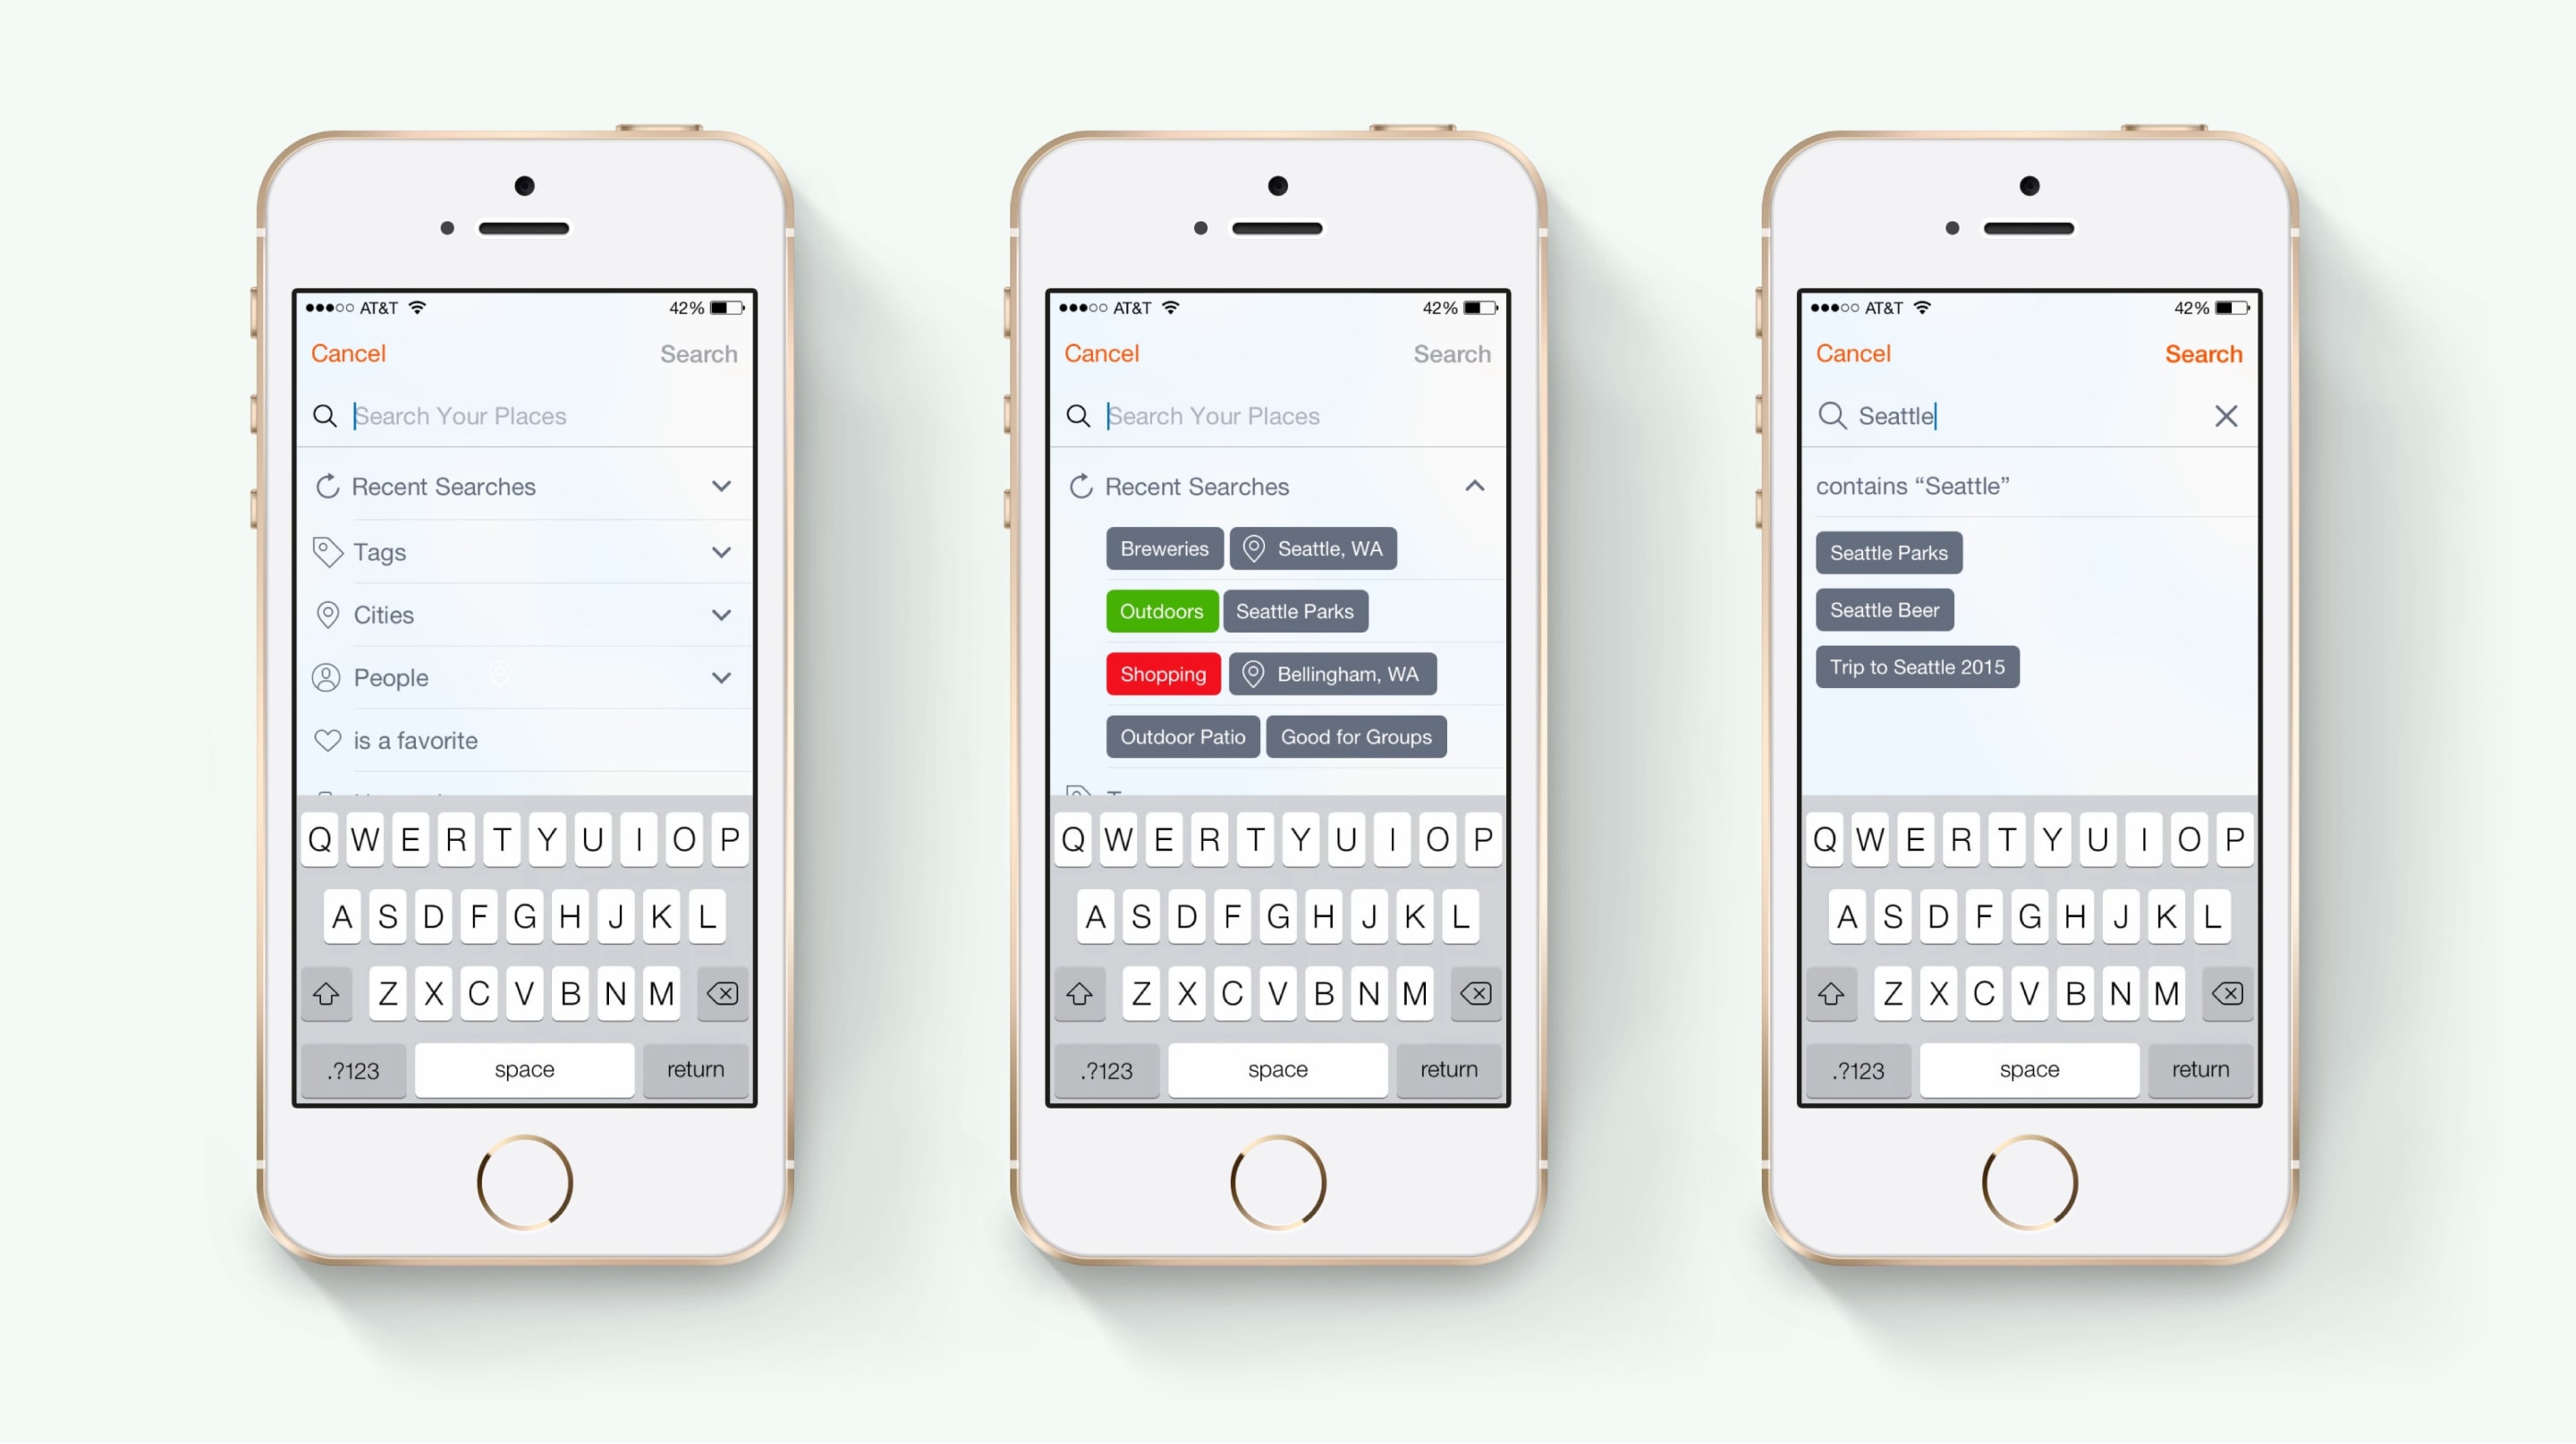 AT&T 42%
Cancel Search
Search Your Places
Recent Searches
Tags
Cities
People
is a favorite
Q W E R T Y U I O P
A S D F G H J K L
Z X C V B N M
.?123 space return
AT&T 42%
Cancel Search
Search Your Places
Recent Searches
Breweries Seattle, WA
Outdoors Seattle Parks
Shopping Bellingham, WA
Outdoor Patio Good for Groups
Q W E R T Y U I O P
A S D F G H J K L
Z X C V B N M
.?123 space return
AT&T 42%
Cancel Search
Seattle
contains “Seattle”
Seattle Parks
Seattle Beer
Trip to Seattle 2015
Q W E R T Y U I O P
A S D F G H J K L
Z X C V B N M
.?123 space return